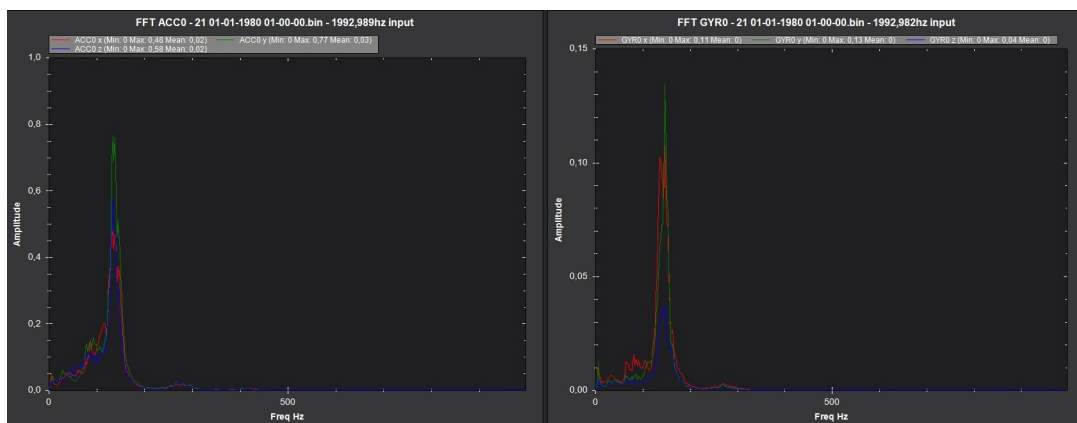 FFT ACC0 - 21 01-01-1980 01-00-00.bin - 1992,989hz input
ACC0 x (Min: 0 Max: 0,48 Mean: 0,02) ACC0 y (Min: 0 Max: 0,77 Mean: 0,03)
ACC0 z (Min: 0 Max: 0,58 Mean: 0,02)
1,0
0,8
0,6
0,4
0,2
0,0
Amplitude
0 500
Freq Hz
FFT GYR0 - 21 01-01-1980 01-00-00.bin - 1992,982hz input
GYR0 x (Min: 0 Max: 0,11 Mean: 0) GYR0 y (Min: 0 Max: 0,13 Mean: 0) GYR0 z (Min: 0 Max: 0,04 Mean: 0)
0,15
0,10
0,05
0,00
Amplitude
0 500
Freq Hz